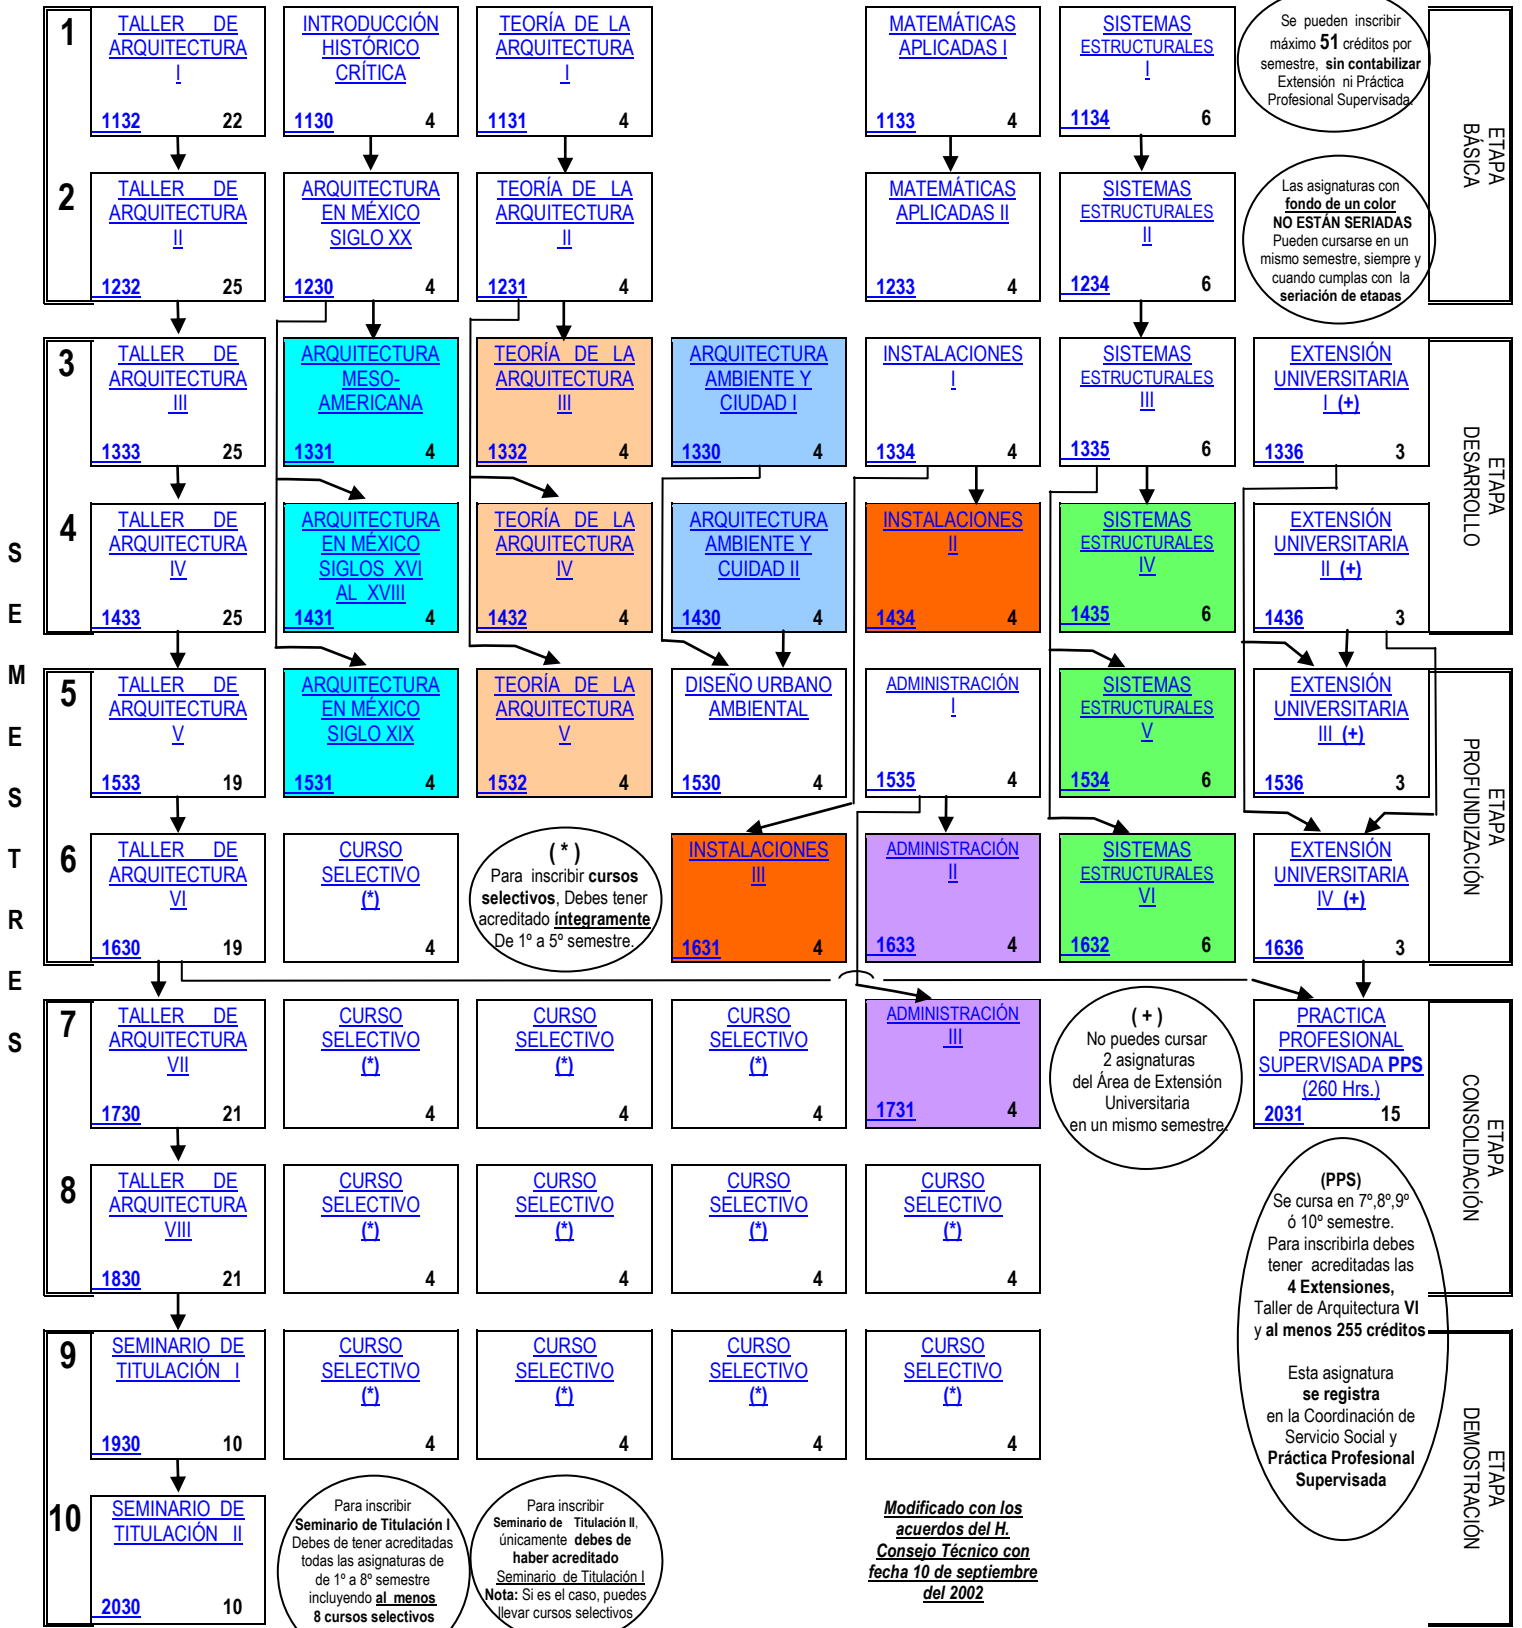 1
TALLER DE
ARQUITECTURA
I
1132 22
INTRODUCCIÓN
HISTÓRICO
CRÍTICA
1130 4
TEORÍA DE LA
ARQUITECTURA
I
1131 4
MATEMÁTICAS
APLICADAS I
1133 4
SISTEMAS
ESTRUCTURALES
I
1134 6
Se pueden inscribir
máximo 51 créditos por
semestre, sin contabilizar
Extensión ni Práctica
Profesional Supervisada.
ETAPA
BÁSICA
2
TALLER DE
ARQUITECTURA
II
1232 25
ARQUITECTURA
EN MÉXICO
SIGLO XX
1230 4
TEORÍA DE LA
ARQUITECTURA
II
1231 4
MATEMÁTICAS
APLICADAS II
1233 4
SISTEMAS
ESTRUCTURALES
II
1234 6
Las asignaturas con
fondo de un color
NO ESTÁN SERIADAS
Pueden cursarse en un
mismo semestre, siempre y
cuando cumplas con la
seriación de etapas
3
TALLER DE
ARQUITECTURA
III
1333 25
ARQUITECTURA
MESO-
AMERICANA
1331 4
TEORÍA DE LA
ARQUITECTURA
III
1332 4
ARQUITECTURA
AMBIENTE Y
CIUDAD I
1330 4
INSTALACIONES
I
1334 4
SISTEMAS
ESTRUCTURALES
III
1335 6
EXTENSIÓN
UNIVERSITARIA
I (+)
1336 3
ETAPA
DESARROLLO
4
TALLER DE
ARQUITECTURA
IV
1433 25
ARQUITECTURA
EN MÉXICO
SIGLOS XVI
AL XVIII
1431 4
TEORÍA DE LA
ARQUITECTURA
IV
1432 4
ARQUITECTURA
AMBIENTE Y
CUIDAD II
1430 4
INSTALACIONES
II
1434 4
SISTEMAS
ESTRUCTURALES
IV
1435 6
EXTENSIÓN
UNIVERSITARIA
II (+)
1436 3
S
E
M
E
S
T
R
E
S
5
TALLER DE
ARQUITECTURA
V
1533 19
ARQUITECTURA
EN MÉXICO
SIGLO XIX
1531 4
TEORÍA DE LA
ARQUITECTURA
V
1532 4
DISEÑO URBANO
AMBIENTAL
1530 4
ADMINISTRACIÓN
I
1535 4
SISTEMAS
ESTRUCTURALES
V
1534 6
EXTENSIÓN
UNIVERSITARIA
III (+)
1536 3
ETAPA
PROFUNDIZACIÓN
6
TALLER DE
ARQUITECTURA
VI
1630 19
CURSO
SELECTIVO
(*)
4
( * )
Para inscribir cursos
selectivos, Debes tener
acreditado íntegramente
De 1º a 5º semestre.
INSTALACIONES
III
1631 4
ADMINISTRACIÓN
II
1633 4
SISTEMAS
ESTRUCTURALES
VI
1632 6
EXTENSIÓN
UNIVERSITARIA
IV (+)
1636 3
7
TALLER DE
ARQUITECTURA
VII
1730 21
CURSO
SELECTIVO
(*)
4
CURSO
SELECTIVO
(*)
4
CURSO
SELECTIVO
(*)
4
ADMINISTRACIÓN
III
1731 4
( + )
No puedes cursar
2 asignaturas
del Área de Extensión
Universitaria
en un mismo semestre.
PRACTICA
PROFESIONAL
SUPERVISADA PPS
(260 Hrs.)
2031 15
ETAPA
CONSOLIDACIÓN
8
TALLER DE
ARQUITECTURA
VIII
1830 21
CURSO
SELECTIVO
(*)
4
CURSO
SELECTIVO
(*)
4
CURSO
SELECTIVO
(*)
4
CURSO
SELECTIVO
(*)
4
(PPS)
Se cursa en 7º,8º,9º
ó 10º semestre.
Para inscribirla debes
tener acreditadas las
4 Extensiones,
Taller de Arquitectura VI
y al menos 255 créditos
Esta asignatura
se registra
en la Coordinación de
Servicio Social y
Práctica Profesional
Supervisada
9
SEMINARIO DE
TITULACIÓN I
1930 10
CURSO
SELECTIVO
(*)
4
CURSO
SELECTIVO
(*)
4
CURSO
SELECTIVO
(*)
4
CURSO
SELECTIVO
(*)
4
ETAPA
DEMOSTRACIÓN
10
SEMINARIO DE
TITULACIÓN II
2030 10
Para inscribir
Seminario de Titulación I
Debes de tener acreditadas
todas las asignaturas de
de 1º a 8º semestre
incluyendo al menos
8 cursos selectivos
Para inscribir
Seminario de Titulación II,
únicamente debes de
haber acreditado
Seminario de Titulación I
Nota: Si es el caso, puedes
llevar cursos selectivos
Modificado con los
acuerdos del H.
Consejo Técnico con
fecha 10 de septiembre
del 2002